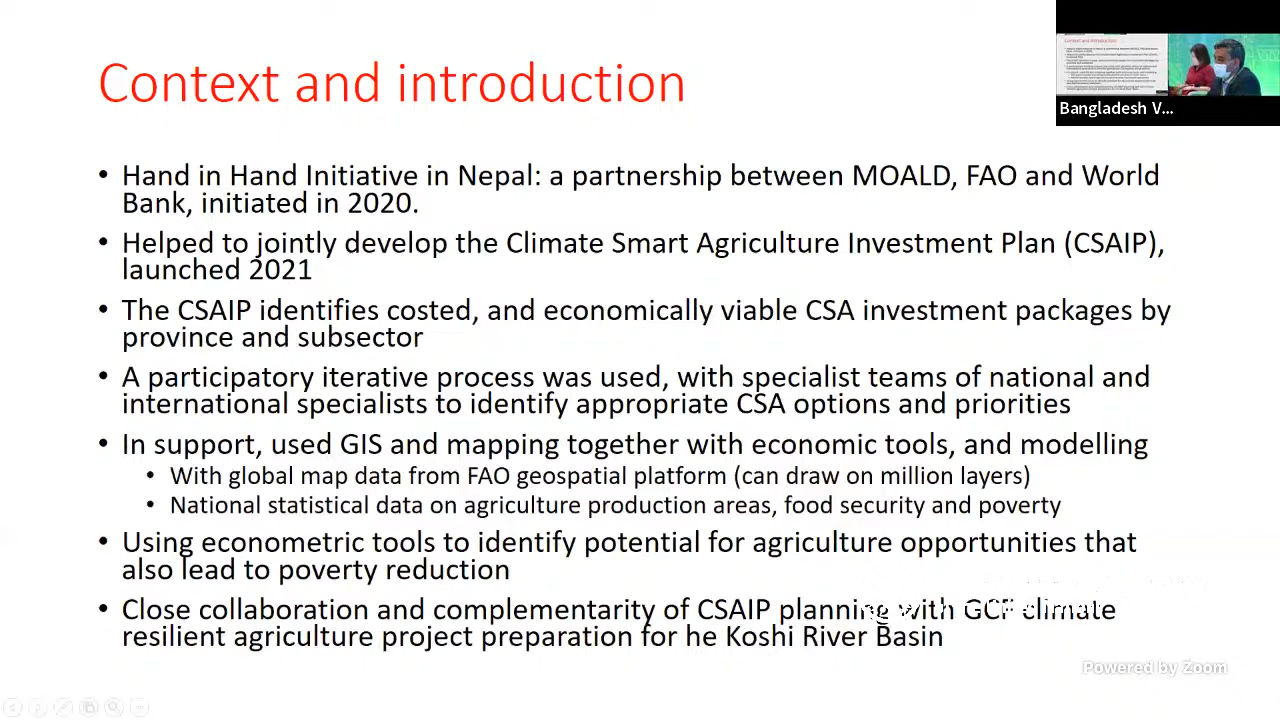 Context and introduction
Bangladesh V...
• Hand in Hand Initiative in Nepal: a partnership between MOALD, FAO and World
Bank, initiated in 2020.
• Helped to jointly develop the Climate Smart Agriculture Investment Plan (CSAIP),
launched 2021
• The CSAIP identifies costed, and economically viable CSA investment packages by
province and subsector
• A participatory iterative process was used, with specialist teams of national and
international specialists to identify appropriate CSA options and priorities
• In support, used GIS and mapping together with economic tools, and modelling
• With global map data from FAO geospatial platform (can draw on million layers)
• National statistical data on agriculture production areas, food security and poverty
• Using econometric tools to identify potential for agriculture opportunities that
also lead to poverty reduction
• Close collaboration and complementarity of CSAIP planning with GCF climate
resilient agriculture project preparation for he Koshi River Basin
Powered by Zoom